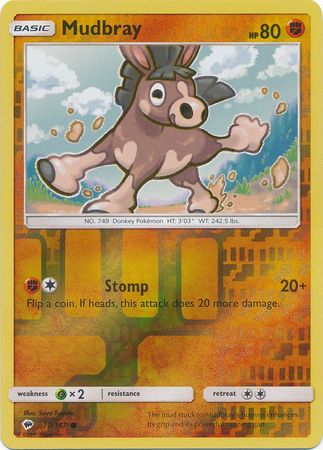 BASIC Mudbray HP 80
NO. 749 Donkey Pokémon HT: 3'03" WT: 242.5 lbs.
Stomp 20+
Flip a coin. If heads, this attack does 20 more damage.
weakness × 2 resistance retreat
Illus. Saya Tsuruta
77/147
The mud stuck to Mudbray's hooves enhances
its grip and its powerful running gait.